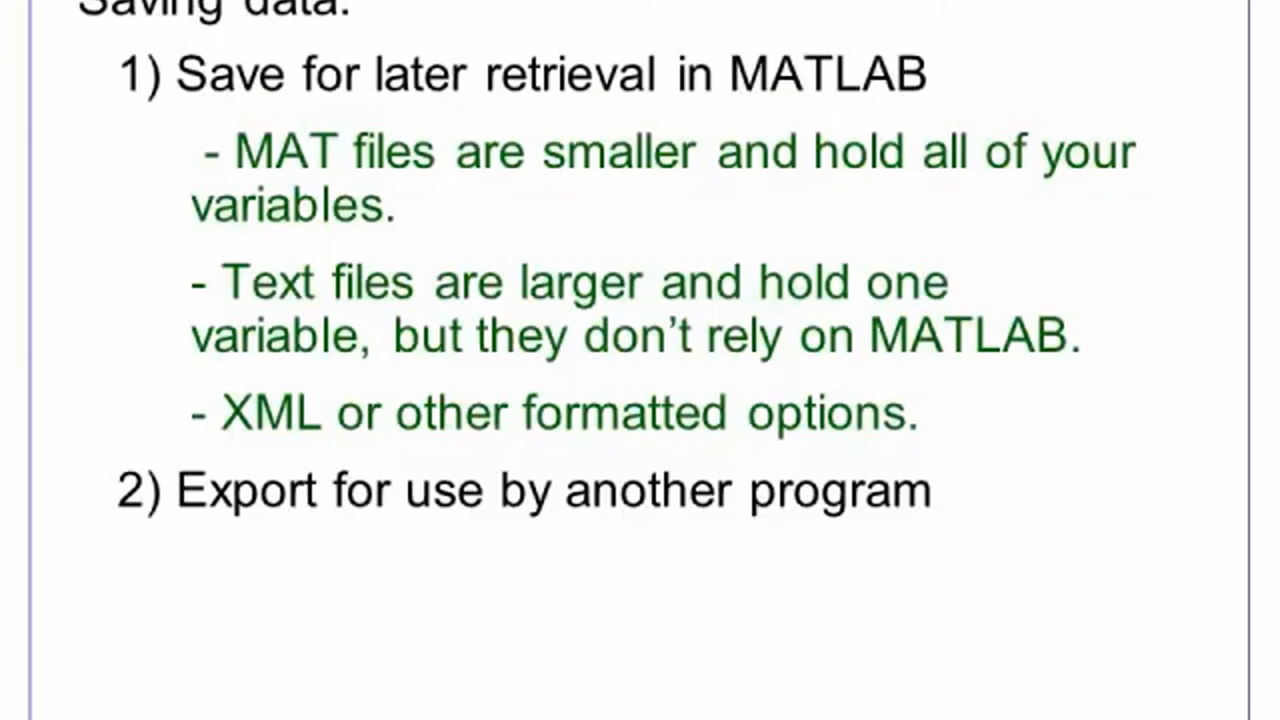 Saving data:
1) Save for later retrieval in MATLAB
- MAT files are smaller and hold all of your
variables.
- Text files are larger and hold one
variable, but they don’t rely on MATLAB.
- XML or other formatted options.
2) Export for use by another program